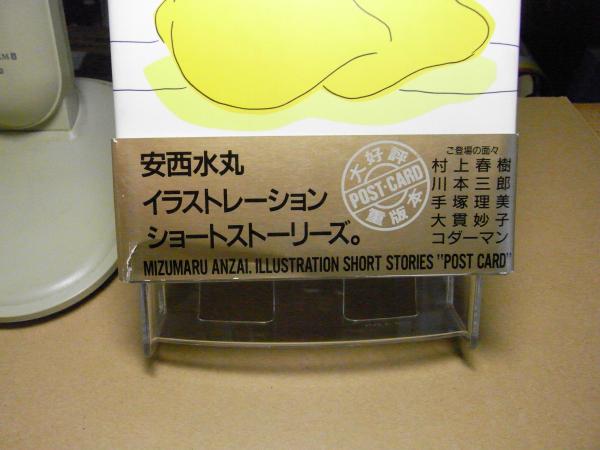 安西水丸
イラストレーション
ショートストーリーズ。
大好評
POST-CARD
重版本
ご登場の面々
村上春樹
川本三郎
手塚理美
大貫妙子
コダーマン
MIZUMARU ANZAI. ILLUSTRATION SHORT STORIES "POST CARD"